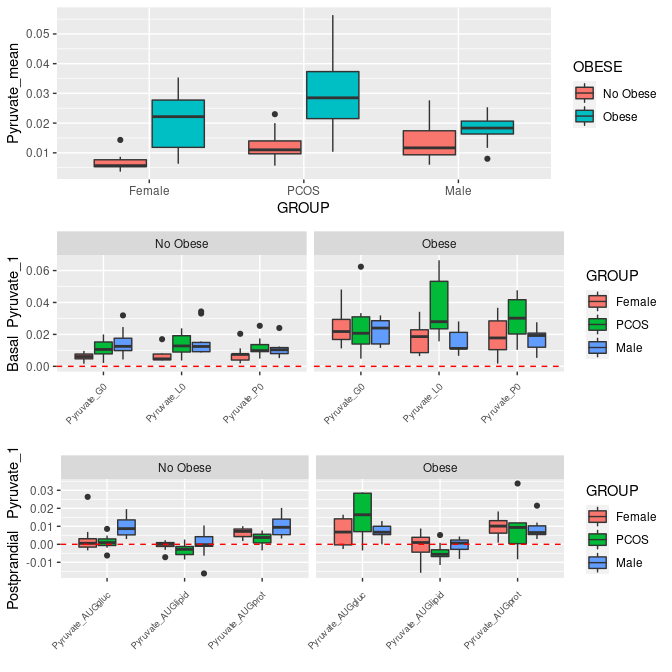 Pyruvate_mean
0.05
0.04
0.03
0.02
0.01
Female
PCOS
Male
GROUP
OBESE
No Obese
Obese
Basal Pyruvate_1
No Obese
Obese
0.06
0.04
0.02
0.00
Pyruvate_G0
Pyruvate_L0
Pyruvate_P0
Pyruvate_G0
Pyruvate_L0
Pyruvate_P0
GROUP
Female
PCOS
Male
Postprandial Pyruvate_1
No Obese
Obese
0.03
0.02
0.01
0.00
-0.01
Pyruvate_AUGgluc
Pyruvate_AUGlipid
Pyruvate_AUGprot
Pyruvate_AUGgluc
Pyruvate_AUGlipid
Pyruvate_AUGprot
GROUP
Female
PCOS
Male